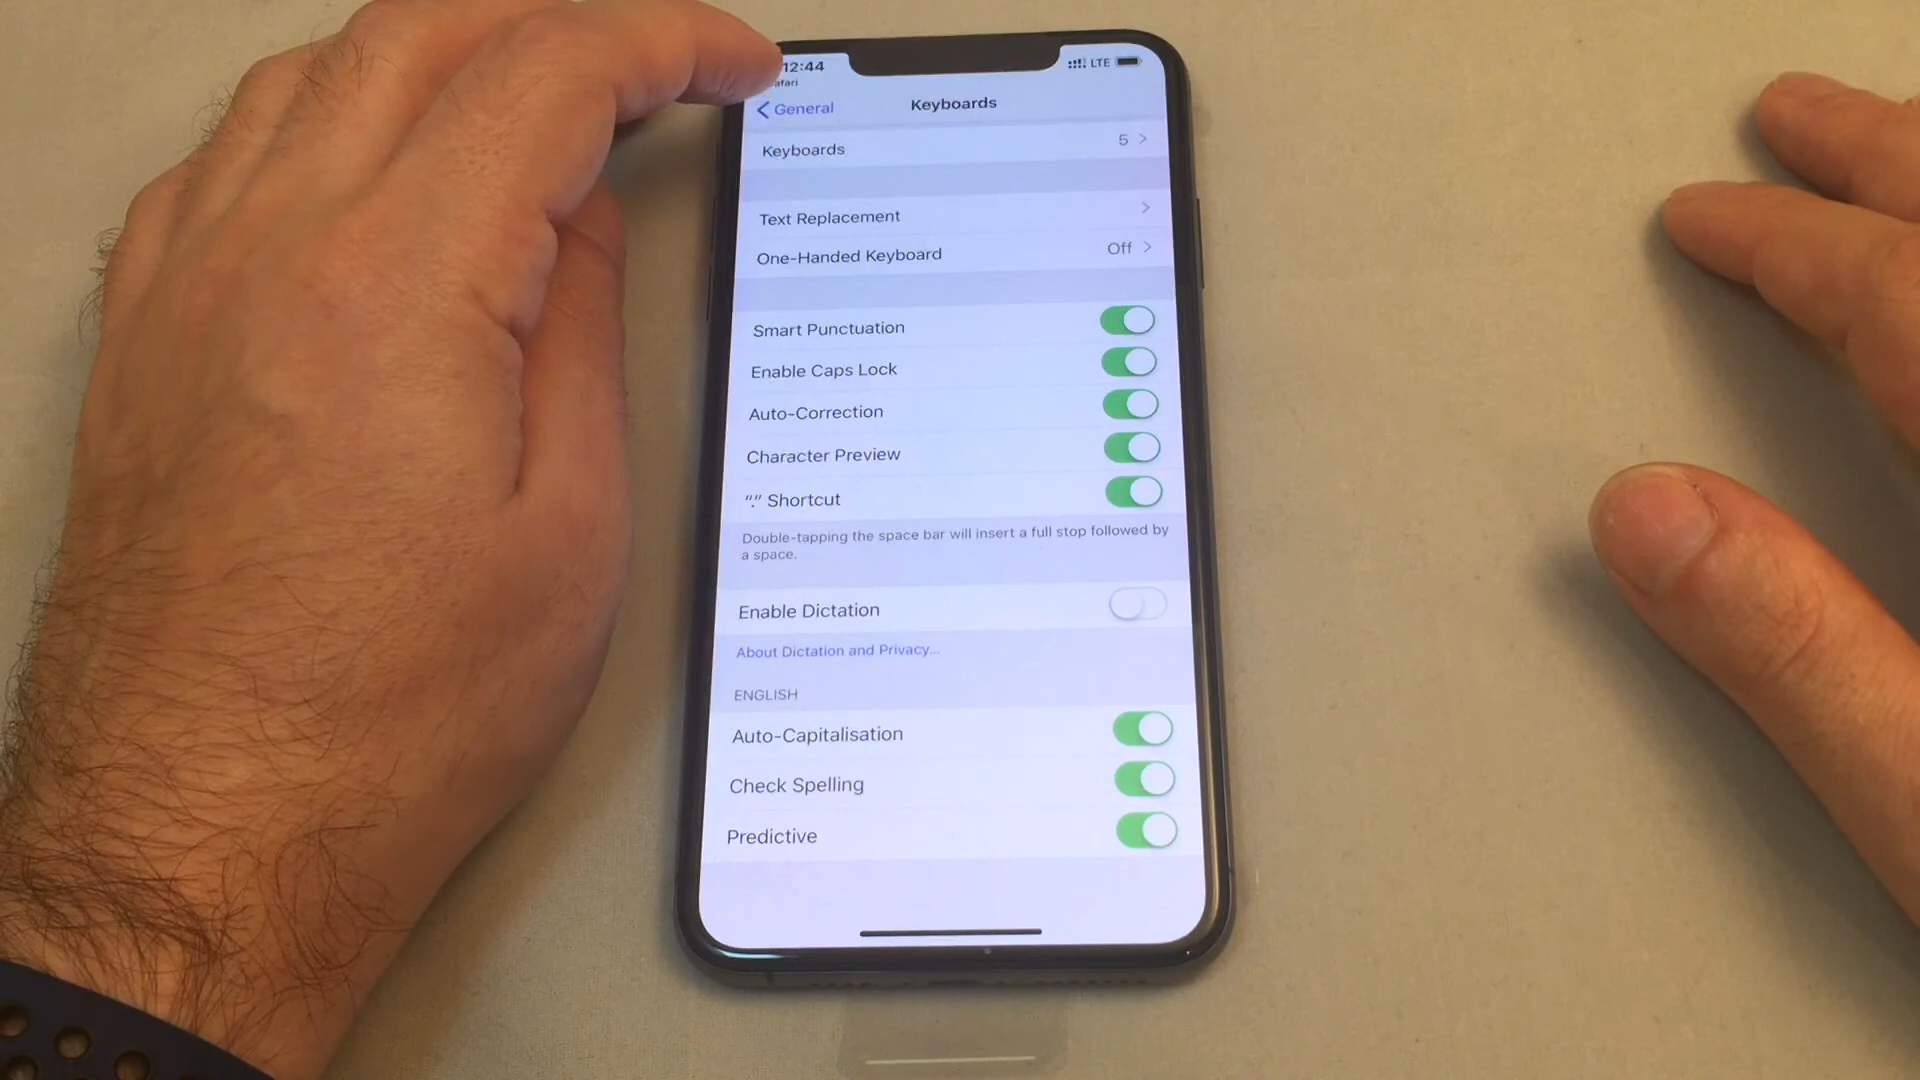 12:44 LTE
afari
General Keyboards
Keyboards 5
Text Replacement
One-Handed Keyboard Off
Smart Punctuation
Enable Caps Lock
Auto-Correction
Character Preview
“.” Shortcut
Double-tapping the space bar will insert a full stop followed by
a space.
Enable Dictation
About Dictation and Privacy...
ENGLISH
Auto-Capitalisation
Check Spelling
Predictive